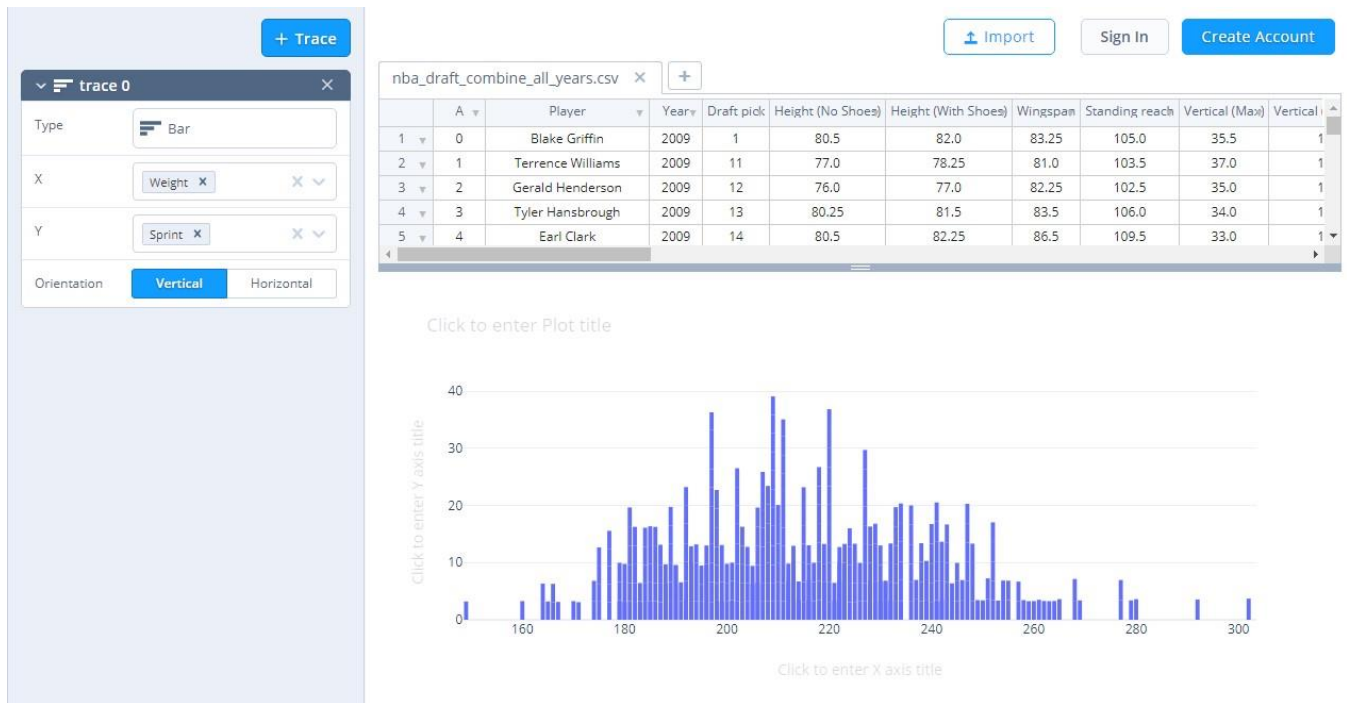 + Trace
Import
Sign In
Create Account
trace 0
Type
Bar
X
Weight
Y
Sprint
Orientation
Vertical Horizontal
nba_draft_combine_all_years.csv
A Player Year Draft pick Height (No Shoes) Height (With Shoes) Wingspan Standing reach Vertical (Max) Vertical
1 0 Blake Griffin 2009 1 80.5 82.0 83.25 105.0 35.5 1
2 1 Terrence Williams 2009 11 77.0 78.25 81.0 103.5 37.0 1
3 2 Gerald Henderson 2009 12 76.0 77.0 82.25 102.5 35.0 1
4 3 Tyler Hansbrough 2009 13 80.25 81.5 83.5 106.0 34.0 1
5 4 Earl Clark 2009 14 80.5 82.25 86.5 109.5 33.0 1
Click to enter Plot title
Click to enter Y axis title
40
30
20
10
0
160 180 200 220 240 260 280 300
Click to enter X axis title